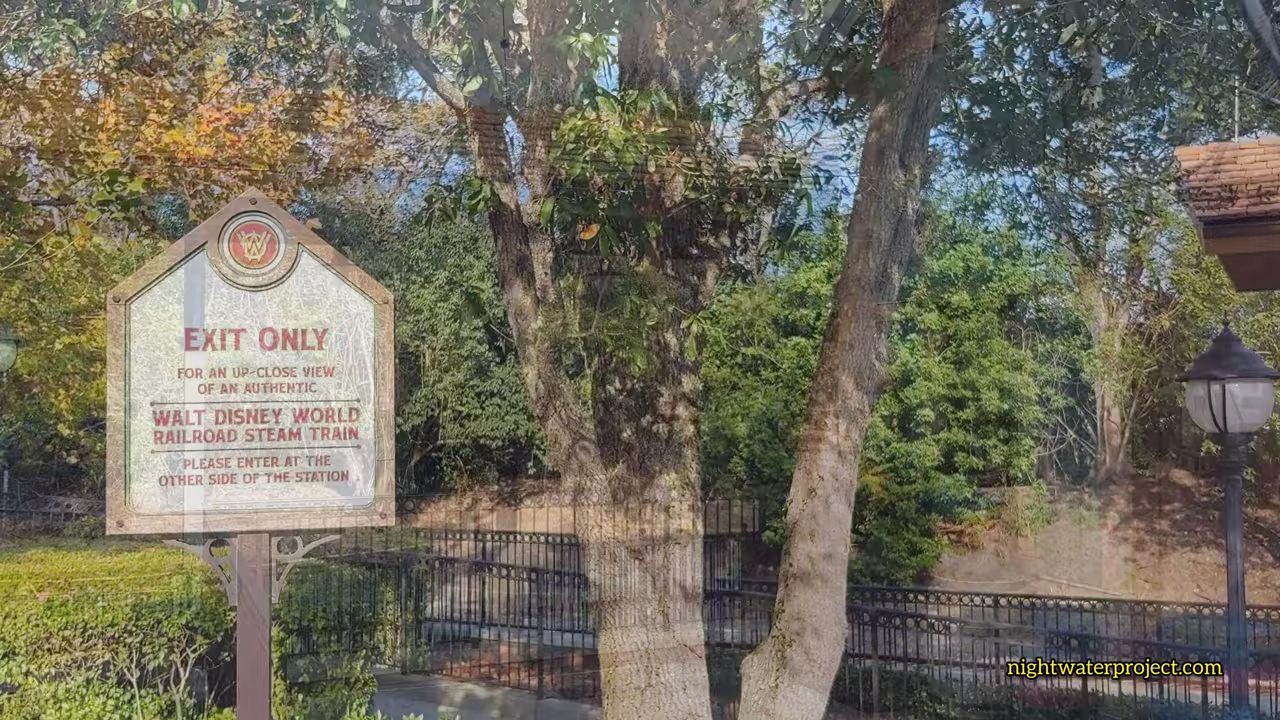 EXIT ONLY
FOR AN UP-CLOSE VIEW
OF AN AUTHENTIC
WALT DISNEY WORLD
RAILROAD STEAM TRAIN
PLEASE ENTER AT THE
OTHER SIDE OF THE STATION
nightwaterproject.com